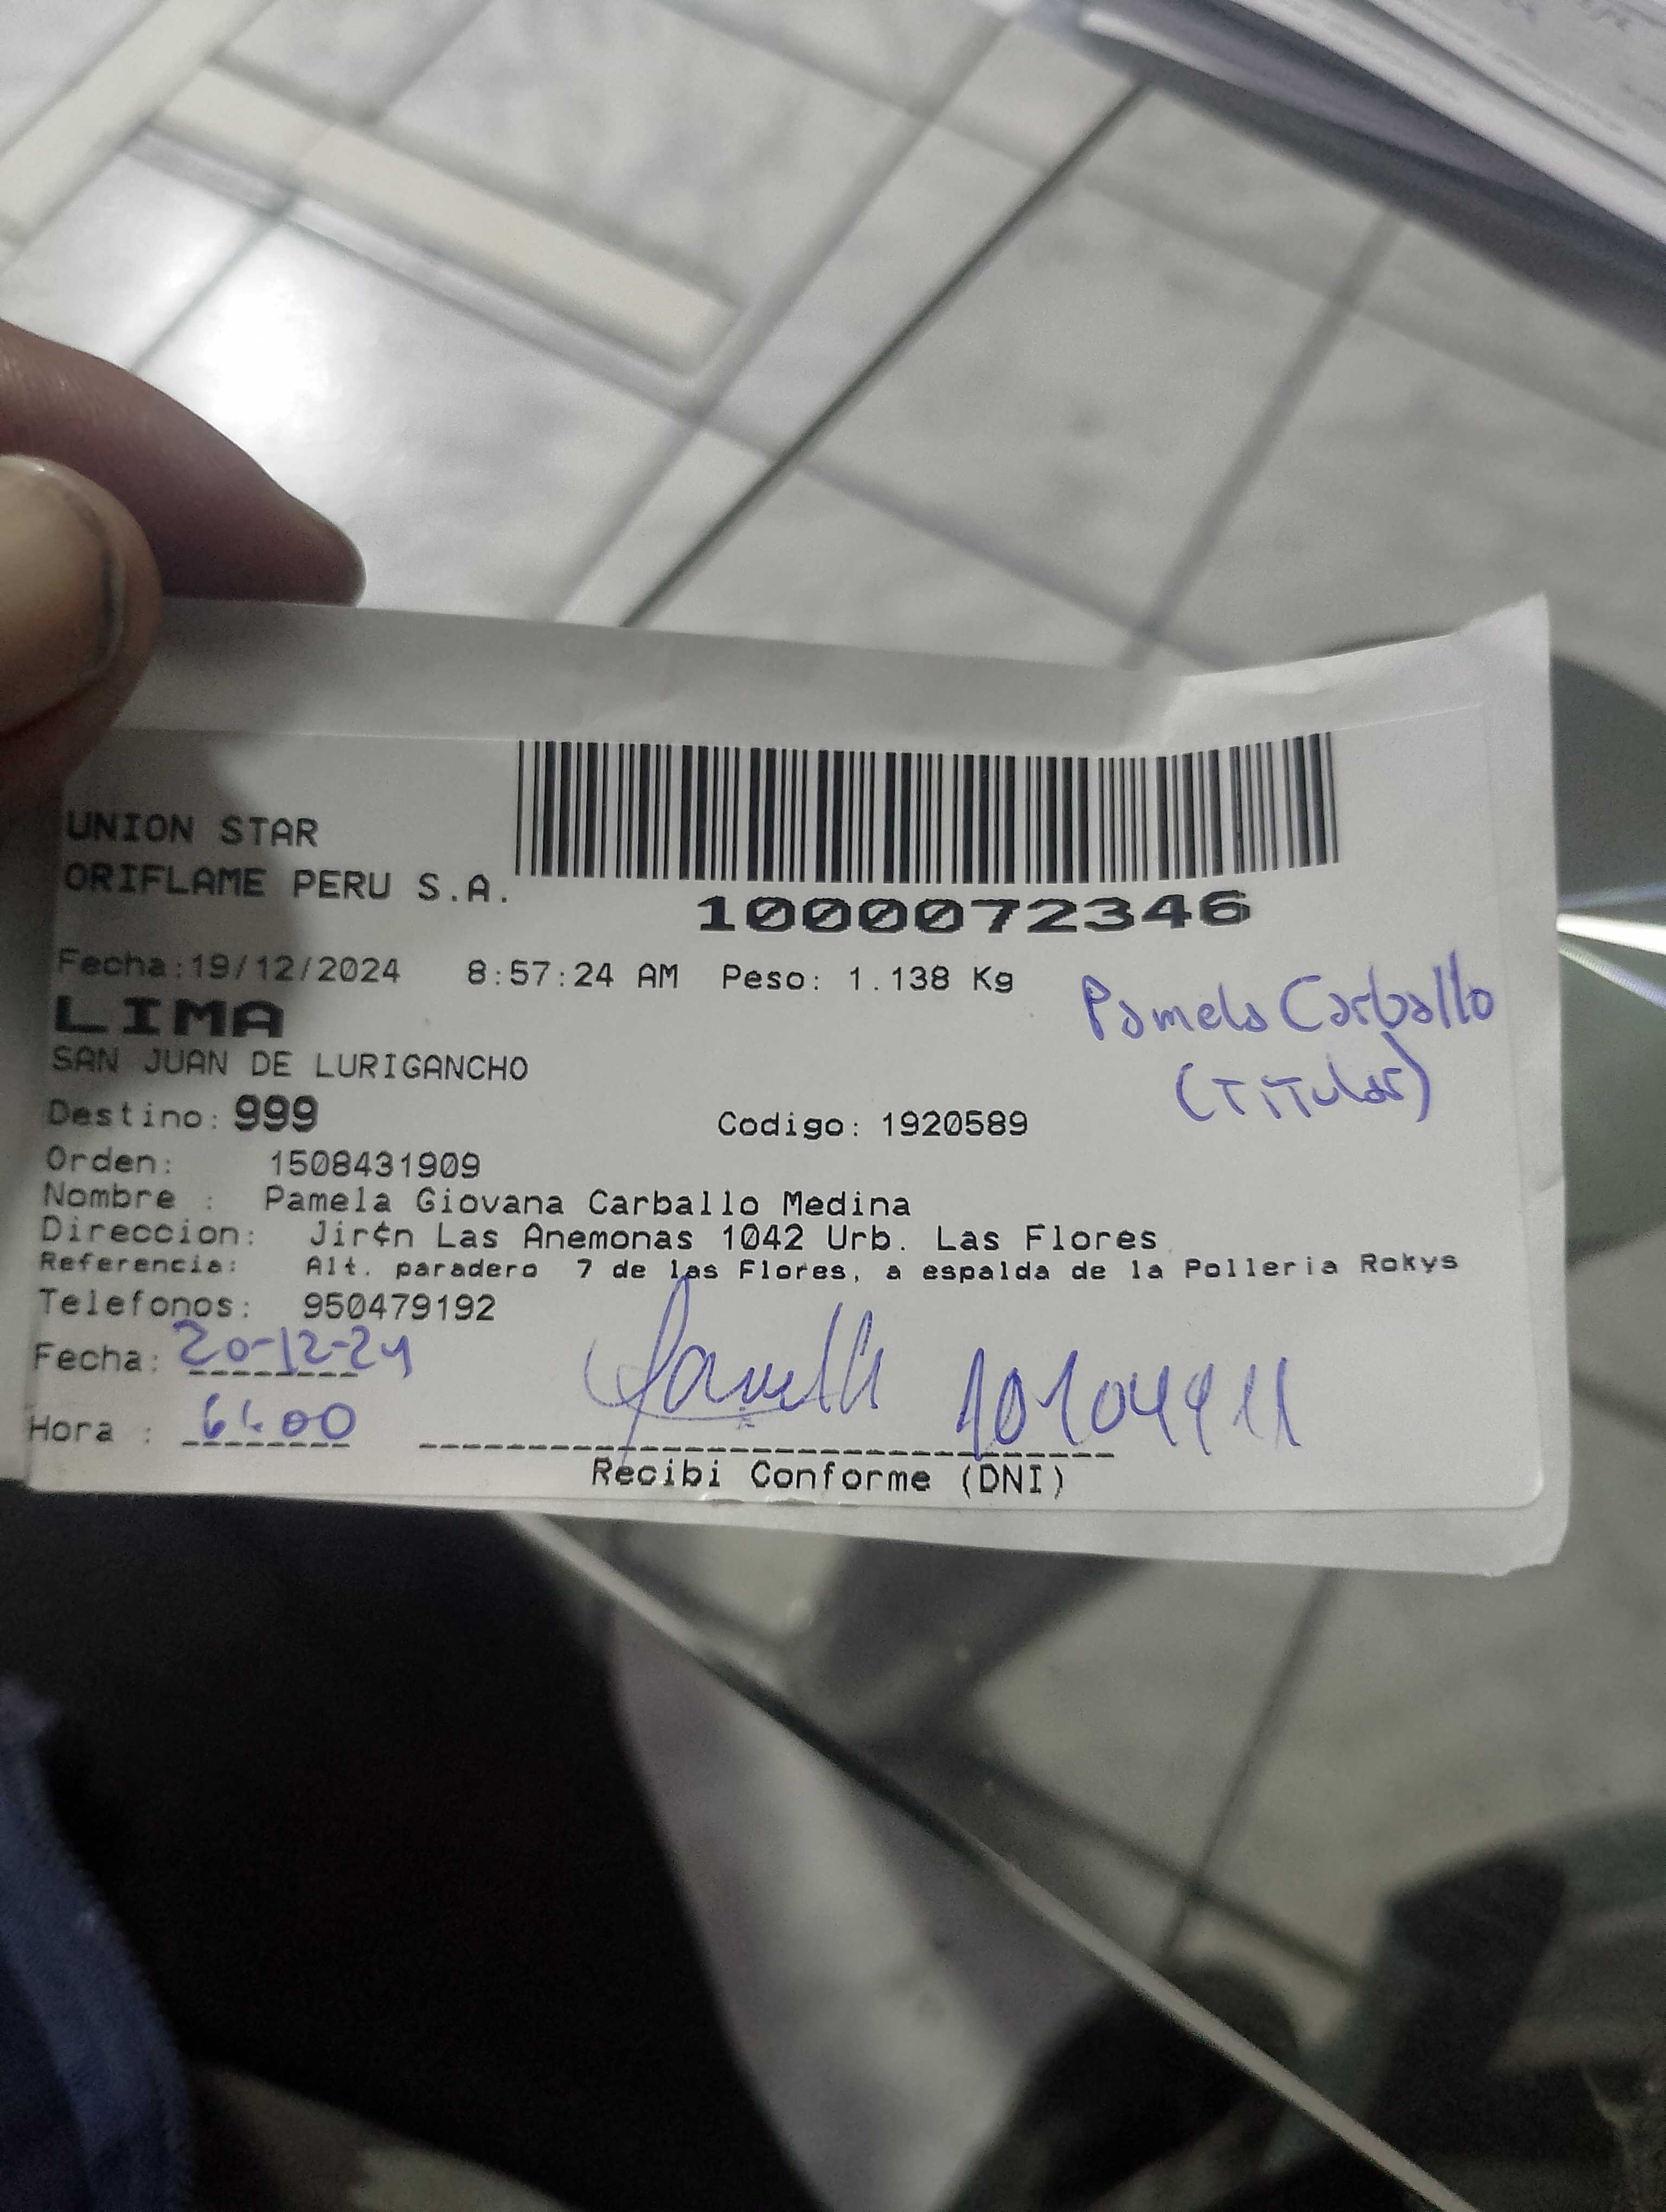 UNION STAR
ORIFLAME PERU S.A.
1000072346
Fecha:19/12/2024 8:57:24 AM Peso: 1.138 Kg
LIMA
Pamela Carballo
SAN JUAN DE LURIGANCHO
(Titular)
Destino: 999 Codigo: 1920589
Orden: 1508431909
Nombre : Pamela Giovana Carballo Medina
Direccion: Jir¢n Las Anemonas 1042 Urb. Las Flores
Referencia: Alt. paradero 7 de las Flores, a espalda de la Polleria Rokys
Telefonos: 950479192
Fecha: 20-12-24
Hora : 6:00
Recibi Conforme (DNI)